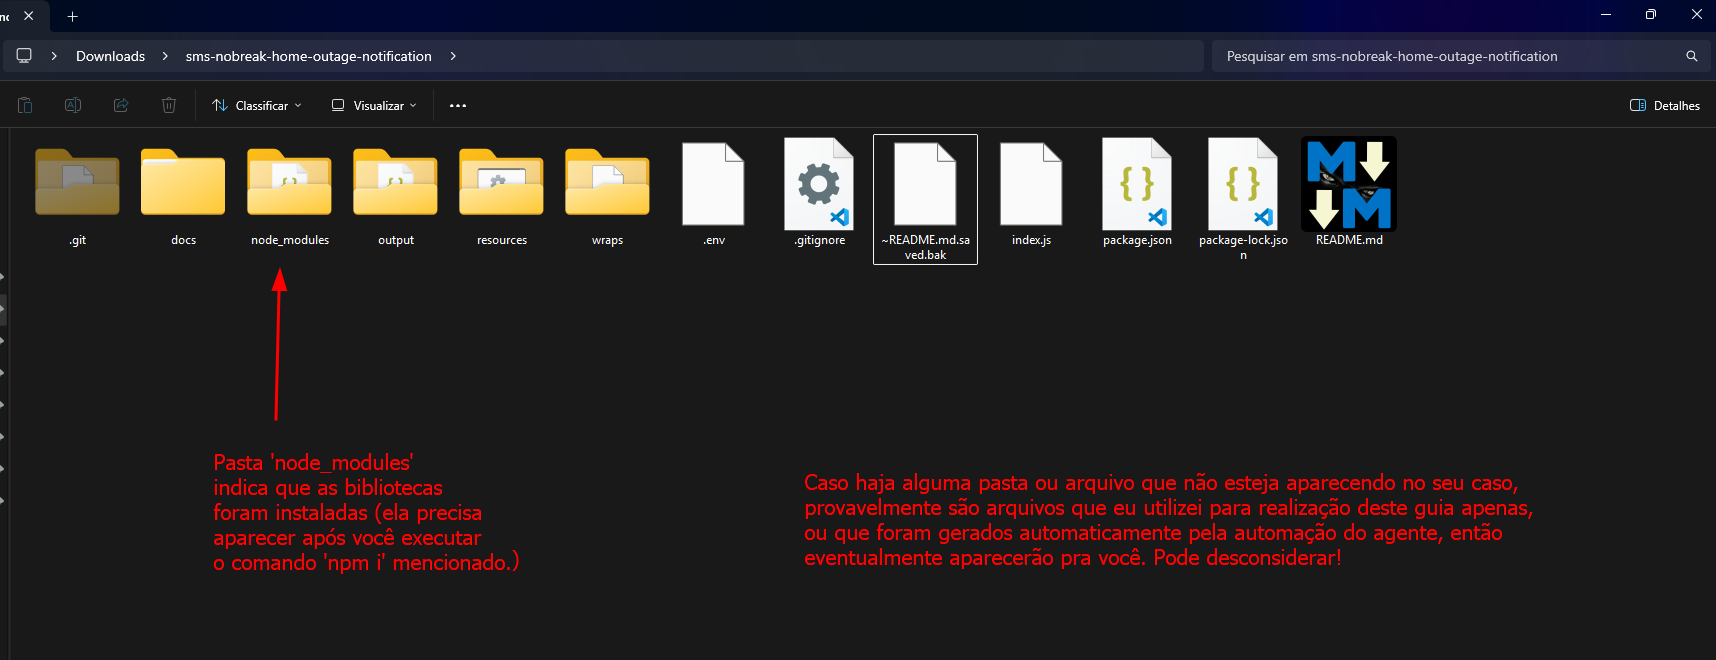 Downloads
sms-nobreak-home-outage-notification
Pesquisar em sms-nobreak-home-outage-notification
Classificar
Visualizar
Detalhes
.git
docs
node_modules
output
resources
wraps
.env
.gitignore
~README.md.sa
ved.bak
index.js
package.json
package-lock.jso
n
README.md
Pasta 'node_modules'
indica que as bibliotecas
foram instaladas (ela precisa
aparecer após você executar
o comando 'npm i' mencionado.)
Caso haja alguma pasta ou arquivo que não esteja aparecendo no seu caso,
provavelmente são arquivos que eu utilizei para realização deste guia apenas,
ou que foram gerados automaticamente pela automação do agente, então
eventualmente aparecerão pra você. Pode desconsiderar!